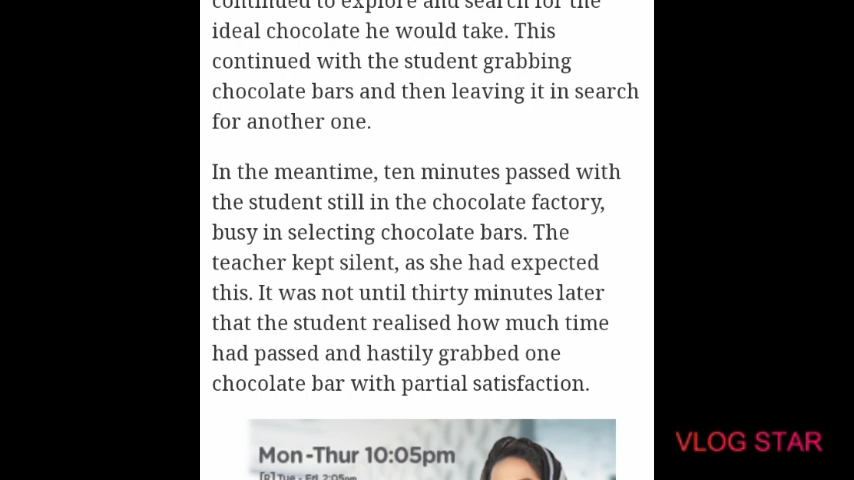 continued to explore and search for the
ideal chocolate he would take. This
continued with the student grabbing
chocolate bars and then leaving it in search
for another one.
In the meantime, ten minutes passed with
the student still in the chocolate factory,
busy in selecting chocolate bars. The
teacher kept silent, as she had expected
this. It was not until thirty minutes later
that the student realised how much time
had passed and hastily grabbed one
chocolate bar with partial satisfaction.
Mon-Thur 10:05pm
[R] Tue - Fri 2:05pm
VLOG STAR